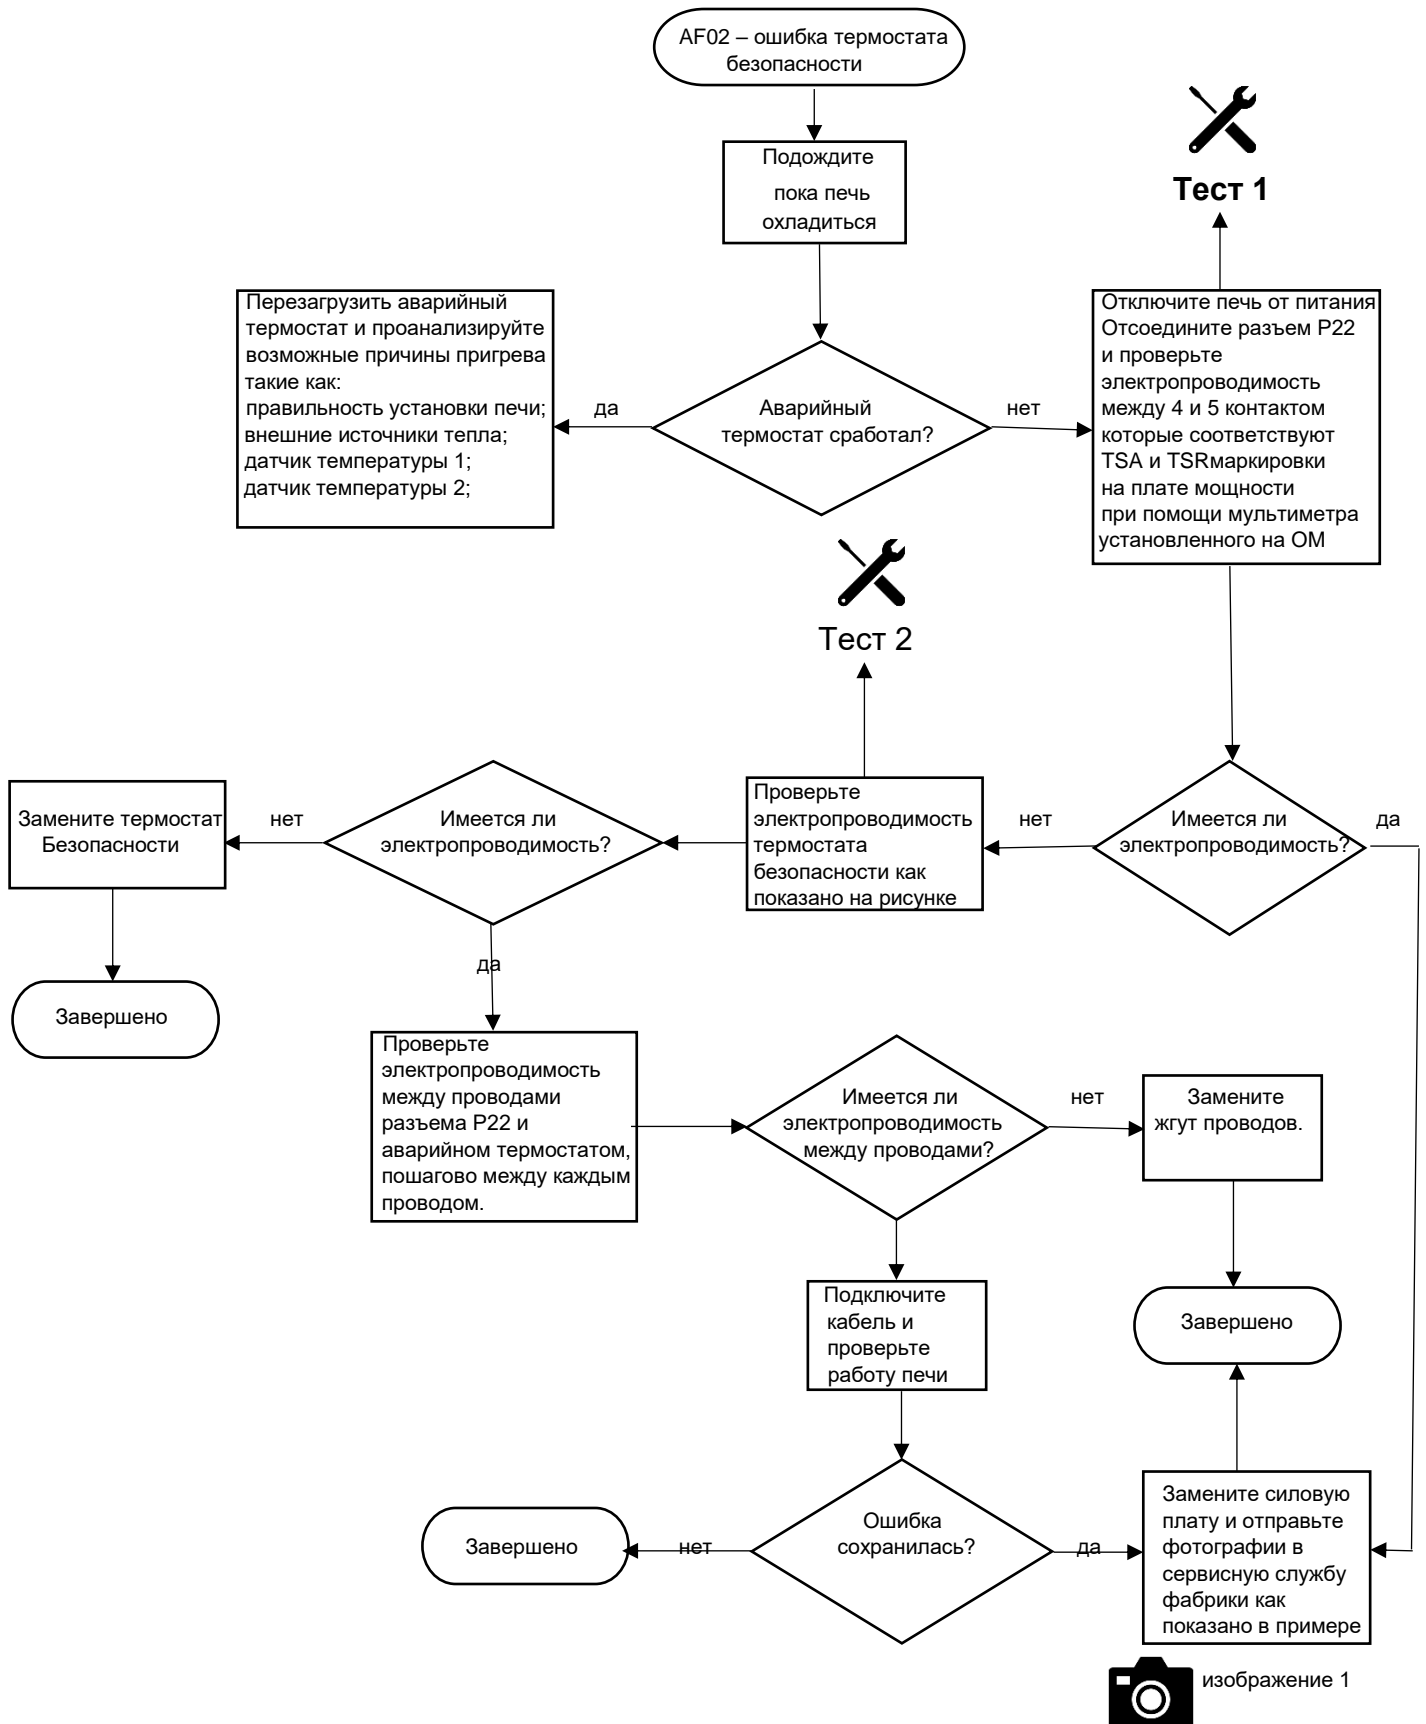 AF02 – ошибка термостата
безопасности
Подождите
пока печь
охладиться
Тест 1
Перезагрузить аварийный
термостат и проанализируйте
возможные причины пригрева
такие как:
правильность установки печи;
внешние источники тепла;
датчик температуры 1;
датчик температуры 2;
да
Аварийный
термостат сработал?
нет
Отключите печь от питания
Отсоедините разъем P22
и проверьте
электропроводимость
между 4 и 5 контактом
которые соответствуют
TSA и TSRмаркировки
на плате мощности
при помощи мультиметра
установленного на ОМ
Тест 2
Замените термостат
Безопасности
нет
Имеется ли
электропроводимость?
Проверьте
электропроводимость
термостата
безопасности как
показано на рисунке
нет
Имеется ли
электропроводимость?
да
Завершено
да
Проверьте
электропроводимость
между проводами
разъема P22 и
аварийном термостатом,
пошагово между каждым
проводом.
Имеется ли
электропроводимость
между проводами?
нет
Замените
жгут проводов.
Подключите
кабель и
проверьте
работу печи
Завершено
Завершено
нет
Ошибка
сохранилась?
да
Замените силовую
плату и отправьте
фотографии в
сервисную службу
фабрики как
показано в примере
изображение 1